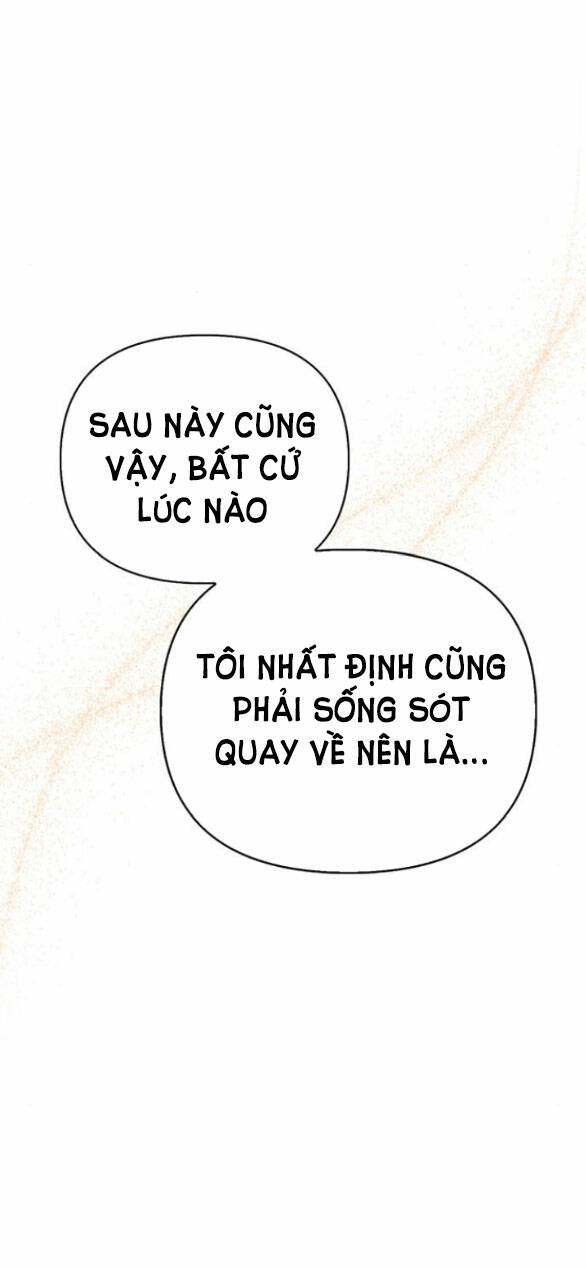 SAU NÀY CŨNG
VẬY, BẤT CỨ
LÚC NÀO
TÔI NHẤT ĐỊNH CŨNG
PHẢI SỐNG SÓT
QUAY VỀ NÊN LÀ...